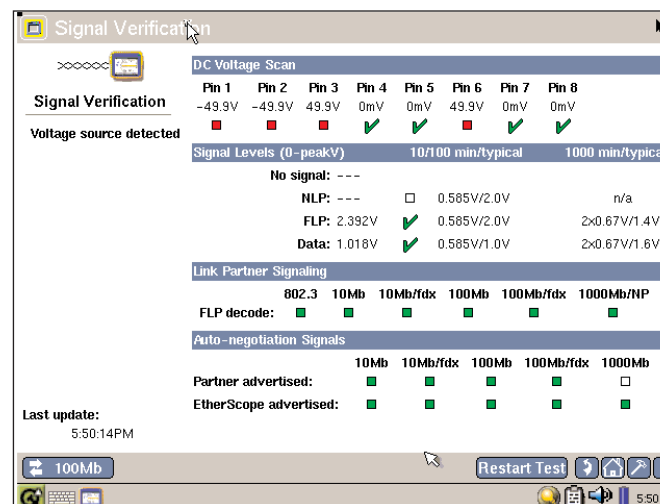 Signal Verification
DC Voltage Scan
Pin 1 Pin 2 Pin 3 Pin 4 Pin 5 Pin 6 Pin 7 Pin 8
-49.9V -49.9V 49.9V 0mV 0mV 49.9V 0mV 0mV
Signal Verification
Voltage source detected
Signal Levels (0-peakV) 10/100 min/typical 1000 min/typica
No signal: ---
NLP: --- 0.585V/2.0V n/a
FLP: 2.392V 0.585V/2.0V 2x0.67V/1.4V
Data: 1.018V 0.585V/1.0V 2x0.67V/1.6V
Link Partner Signaling
802.3 10Mb 10Mb/fdx 100Mb 100Mb/fdx 1000Mb/NP
FLP decode:
Auto-negotiation Signals
10Mb 10Mb/fdx 100Mb 100Mb/fdx 1000Mb
Partner advertised:
EtherScope advertised:
Last update:
5:50:14PM
100Mb
Restart Test
5:50